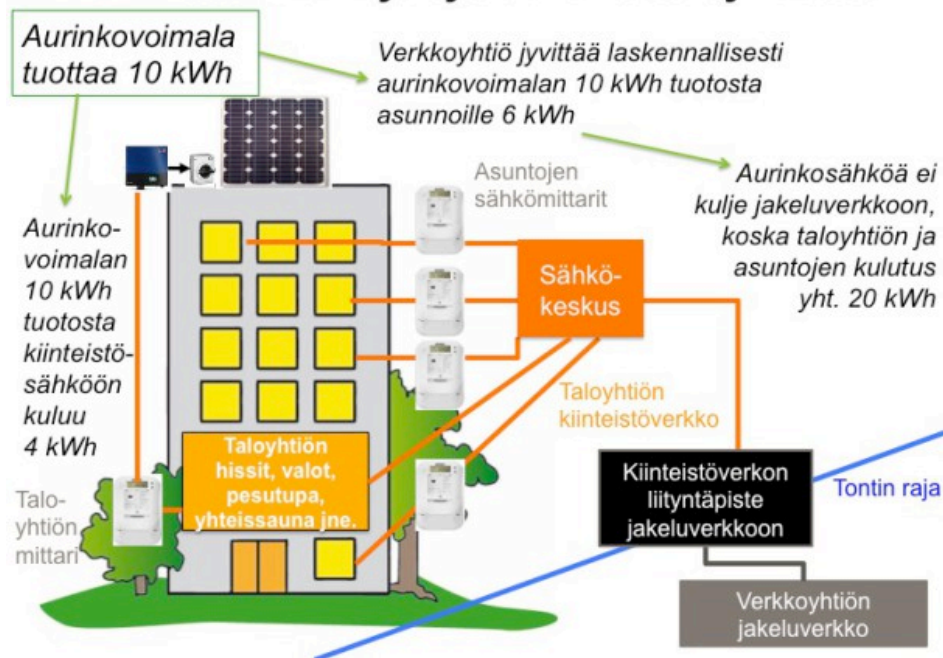 Aurinkovoimala
tuottaa 10 kWh
Verkkoyhtiö jyvittää laskennallisesti
aurinkovoimalan 10 kWh tuotosta
asunnoille 6 kWh
Asuntojen
sähkömittarit
Aurinkosähköä ei
kulje jakeluverkkoon,
koska taloyhtiön ja
asuntojen kulutus
yht. 20 kWh
Aurinko-
voimalan
10 kWh
tuotosta
kiinteistö-
sähköön
kuluu
4 kWh
Sähkö-
keskus
Taloyhtiön
kiinteistöverkko
Taloyhtiön
hissit, valot,
pesutupa,
yhteissauna jne.
Talo-
yhtiön
mittari
Kiinteistöverkon
liityntäpiste
jakeluverkkoon
Tontin raja
Verkkoyhtiön
jakeluverkko